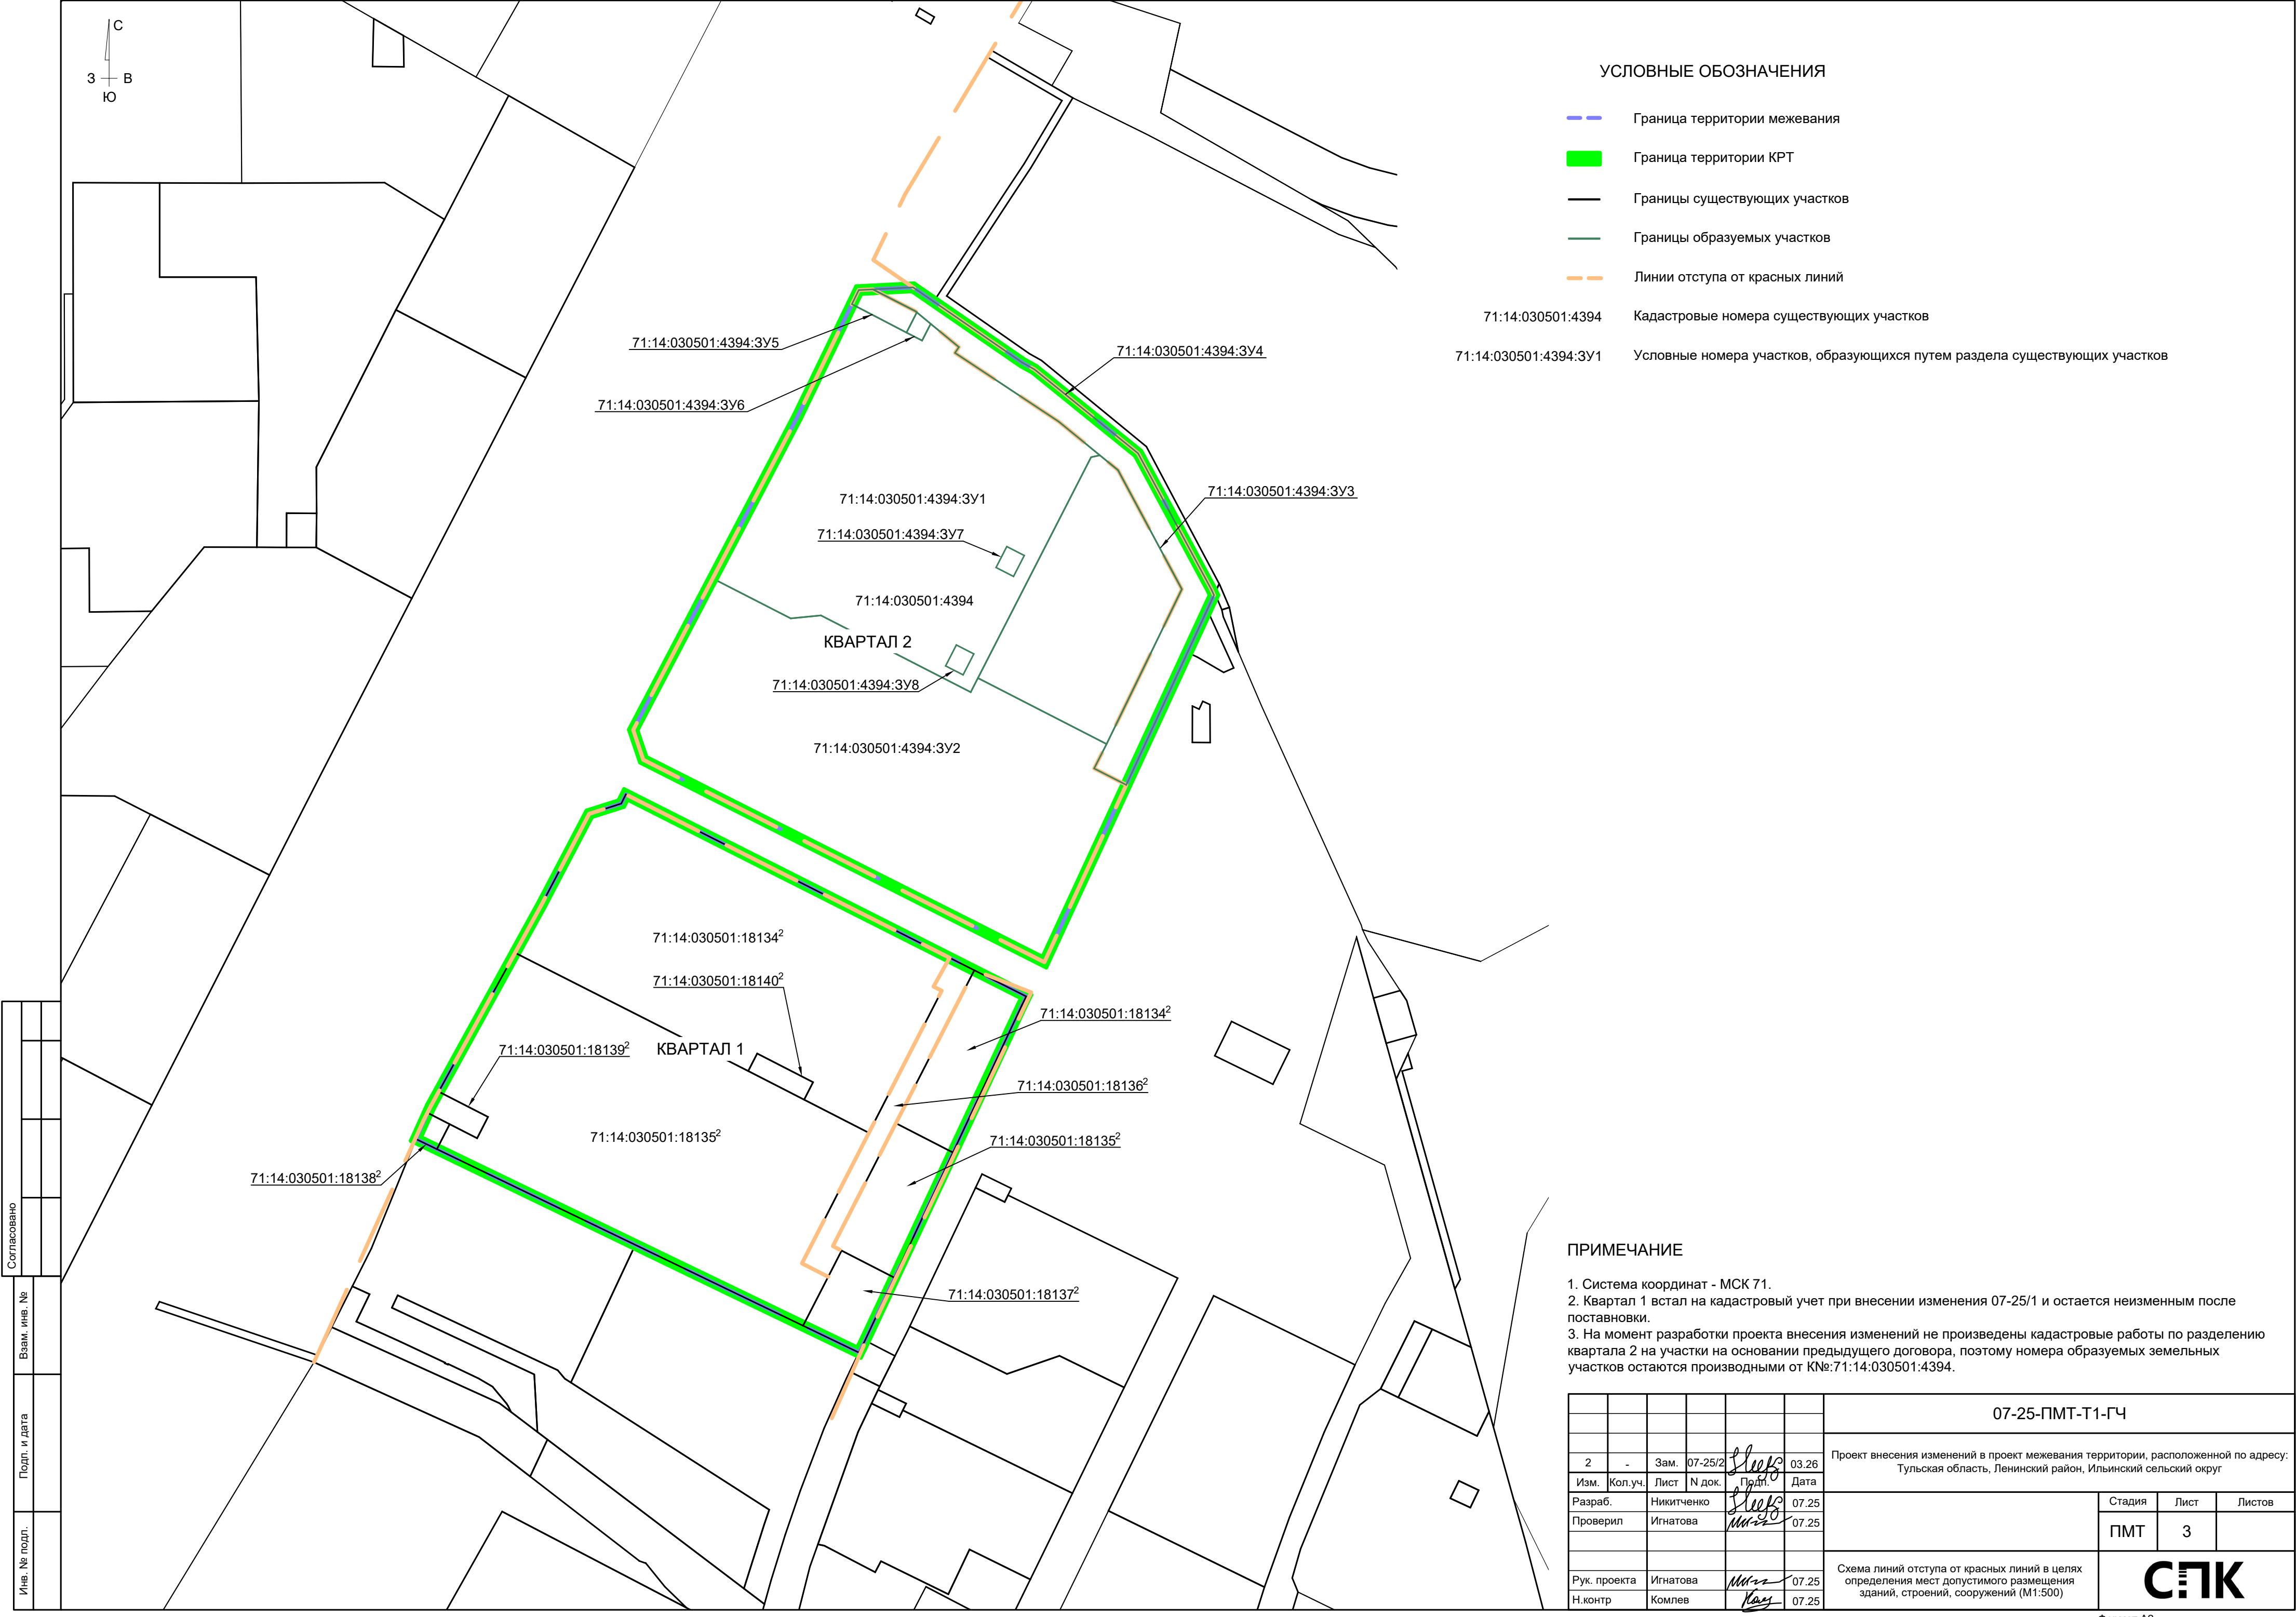 С
З В
Ю
УСЛОВНЫЕ ОБОЗНАЧЕНИЯ
Граница территории межевания
Граница территории КРТ
Границы существующих участков
Границы образуемых участков
Линии отступа от красных линий
71:14:030501:4394 Кадастровые номера существующих участков
71:14:030501:4394:ЗУ1 Условные номера участков, образующихся путем раздела существующих участков
71:14:030501:4394:ЗУ5
71:14:030501:4394:ЗУ4
71:14:030501:4394:ЗУ6
71:14:030501:4394:ЗУ3
71:14:030501:4394:ЗУ1
71:14:030501:4394:ЗУ7
71:14:030501:4394
КВАРТАЛ 2
71:14:030501:4394:ЗУ8
71:14:030501:4394:ЗУ2
71:14:030501:18134²
71:14:030501:18140²
71:14:030501:18134²
71:14:030501:18139²
КВАРТАЛ 1
71:14:030501:18136²
71:14:030501:18135²
71:14:030501:18135²
71:14:030501:18138²
71:14:030501:18137²
ПРИМЕЧАНИЕ
1. Система координат - МСК 71.
2. Квартал 1 встал на кадастровый учет при внесении изменения 07-25/1 и остается неизменным после
поставновки.
3. На момент разработки проекта внесения изменений не произведены кадастровые работы по разделению
квартала 2 на участки на основании предыдущего договора, поэтому номера образуемых земельных
участков остаются производными от К№:71:14:030501:4394.
07-25-ПМТ-Т1-ГЧ
Проект внесения изменений в проект межевания территории, расположенной по адресу:
Тульская область, Ленинский район, Ильинский сельский округ
2 - Зам. 07-25/2 03.26
Изм. Кол.уч. Лист N док. Подп. Дата
Разраб. Никитченко 07.25
Проверил Игнатова 07.25
Рук. проекта Игнатова 07.25
Н.контр Комлев 07.25
Стадия Лист Листов
ПМТ 3
Схема линий отступа от красных линий в целях
определения мест допустимого размещения
зданий, строений, сооружений (М1:500)
СПК
Согласовано
Взам. инв. №
Подп. и дата
Инв. № подл.